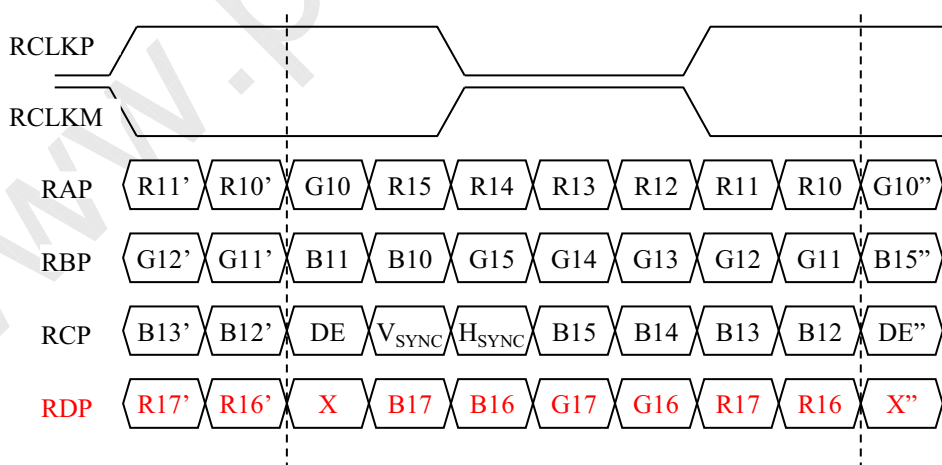 RCLKP
RCLKM
RAP R11’ R10’ G10 R15 R14 R13 R12 R11 R10 G10”
RBP G12’ G11’ B11 B10 G15 G14 G13 G12 G11 B15”
RCP B13’ B12’ DE VSYNC HSYNC B15 B14 B13 B12 DE”
RDP R17’ R16’ X B17 B16 G17 G16 R17 R16 X”
www.p